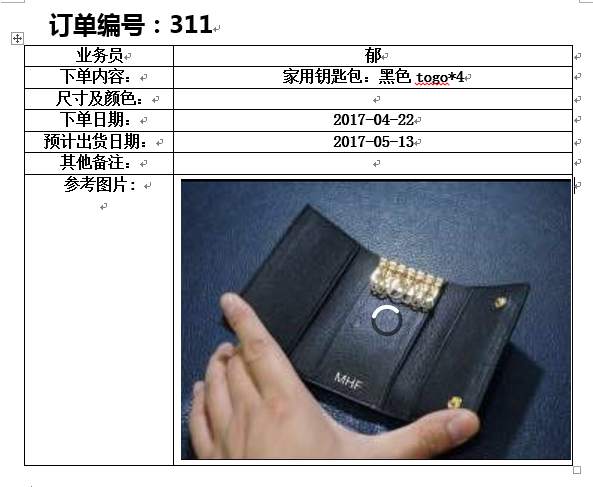 订单编号：311
业务员
郁
下单内容：
家用钥匙包：黑色 togo*4
尺寸及颜色：
下单日期：
2017-04-22
预计出货日期：
2017-05-13
其他备注：
参考图片：
MHF